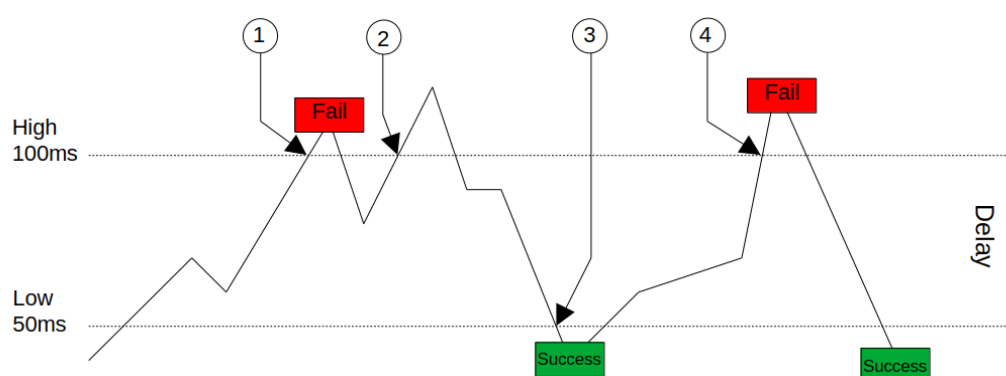 1
2
3
4
Fail
Fail
High
100ms
Delay
Low
50ms
Success
Success